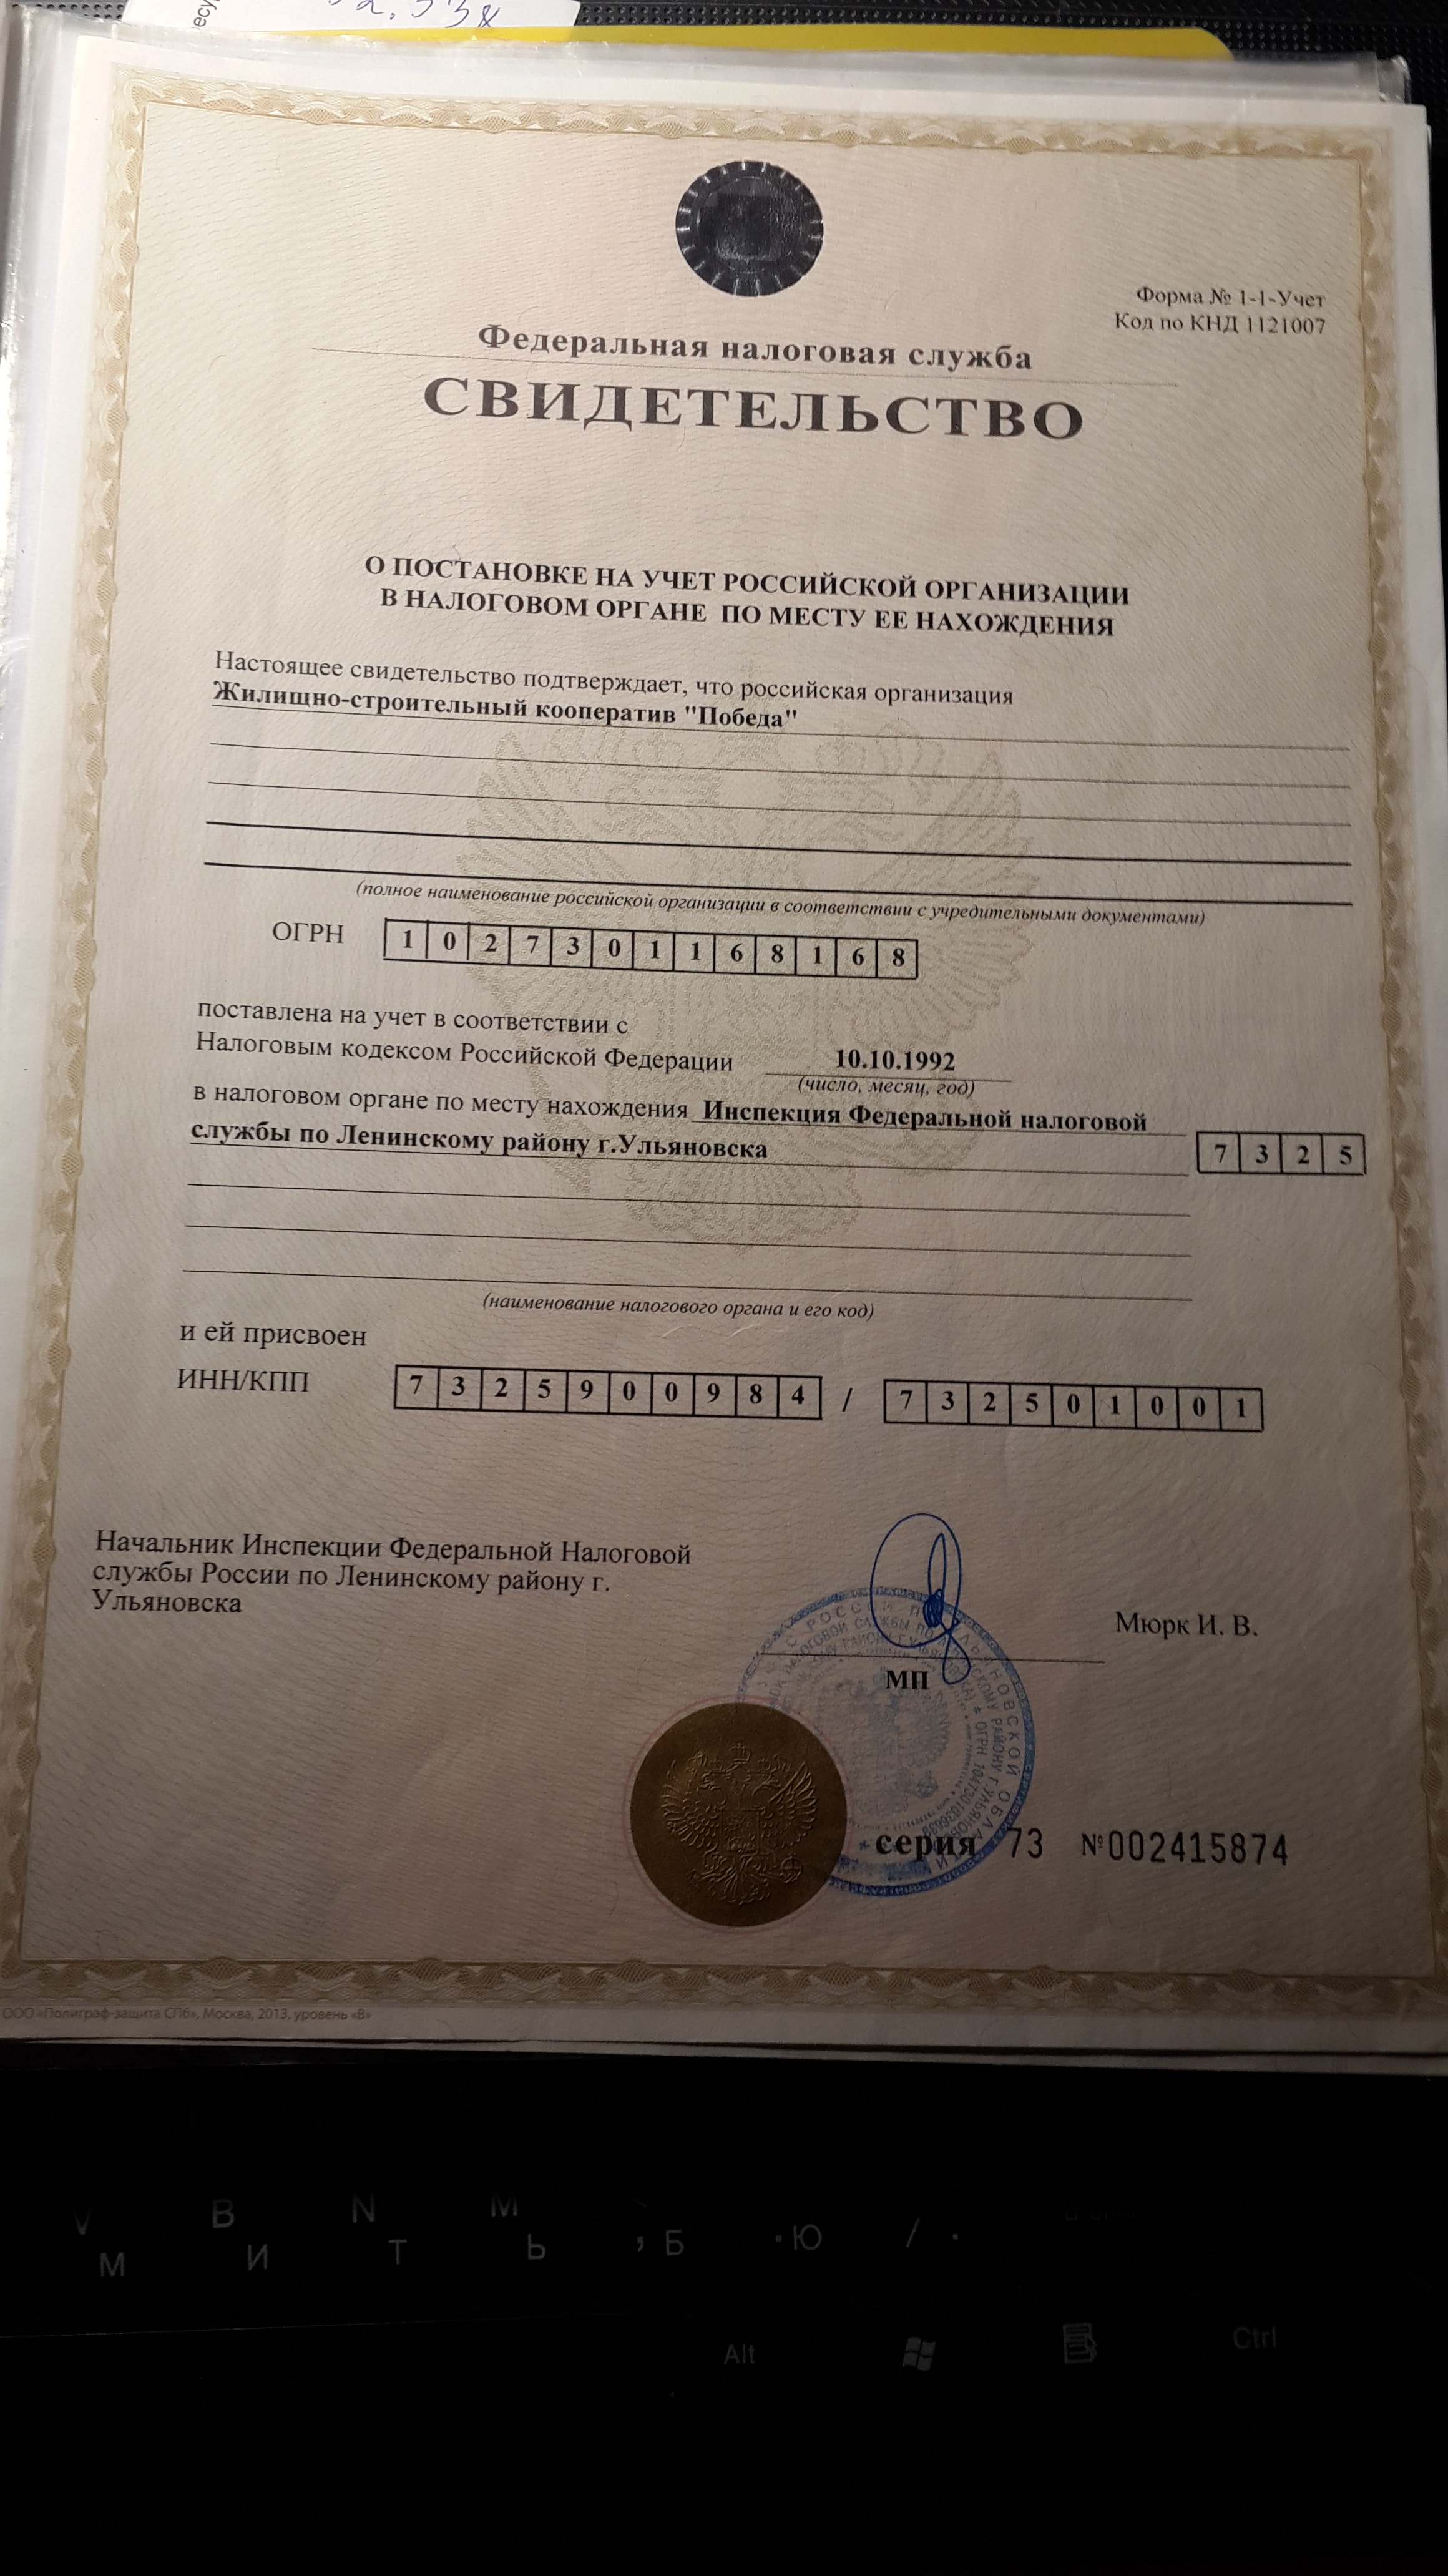 Форма № 1-1-Учет
Код по КНД 1121007
Федеральная налоговая служба
СВИДЕТЕЛЬСТВО
О ПОСТАНОВКЕ НА УЧЕТ РОССИЙСКОЙ ОРГАНИЗАЦИИ
В НАЛОГОВОМ ОРГАНЕ ПО МЕСТУ ЕЕ НАХОЖДЕНИЯ
Настоящее свидетельство подтверждает, что российская организация
Жилищно-строительный кооператив "Победа"
(полное наименование российской организации в соответствии с учредительными документами)
ОГРН 1027301168168
поставлена на учет в соответствии с
Налоговым кодексом Российской Федерации 10.10.1992
(число, месяц, год)
в налоговом органе по месту нахождения Инспекция Федеральной налоговой
службы по Ленинскому району г.Ульяновска 7325
(наименование налогового органа и его код)
и ей присвоен
ИНН/КПП 7325900984 / 732501001
Начальник Инспекции Федеральной Налоговой
службы России по Ленинскому району г.
Ульяновска
Мюрк И. В.
МП
серия 73 №002415874
ООО «Полиграф-защита СПб», Москва, 2013, уровень «В»
V B N M
М И Т Ь , Б . Ю / .
Alt Ctrl